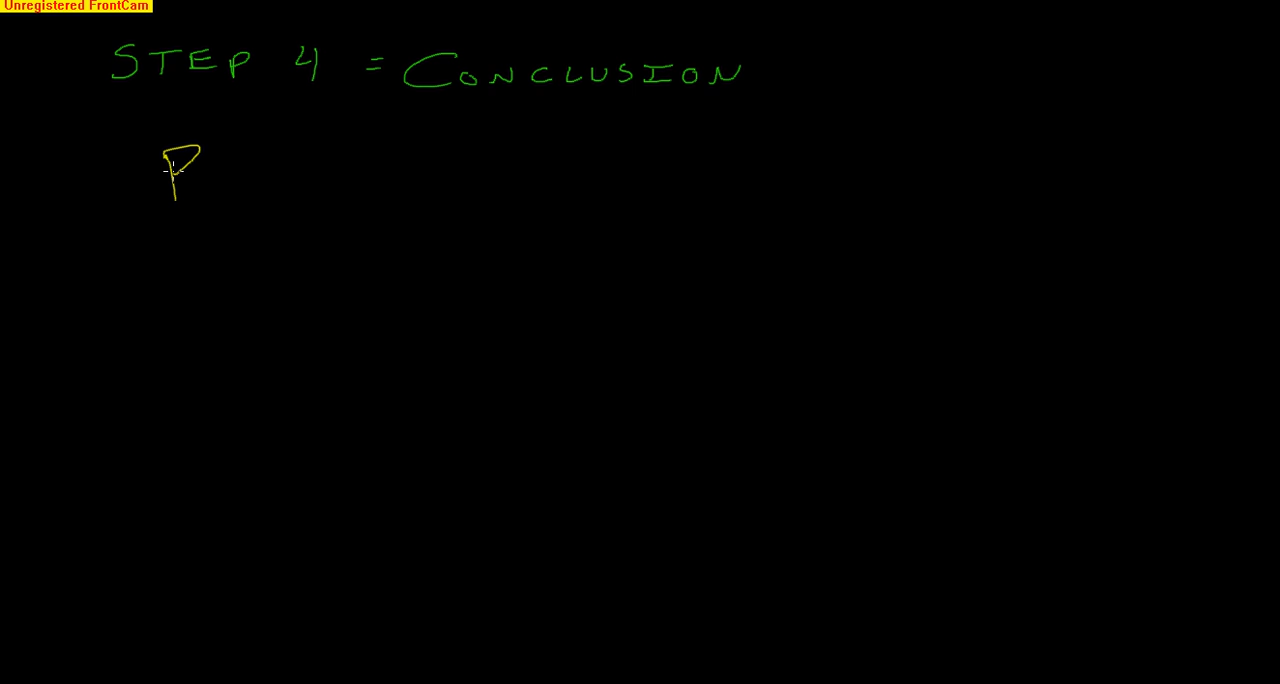 Unregistered FrontCam
STEP 4 = CONCLUSION
P